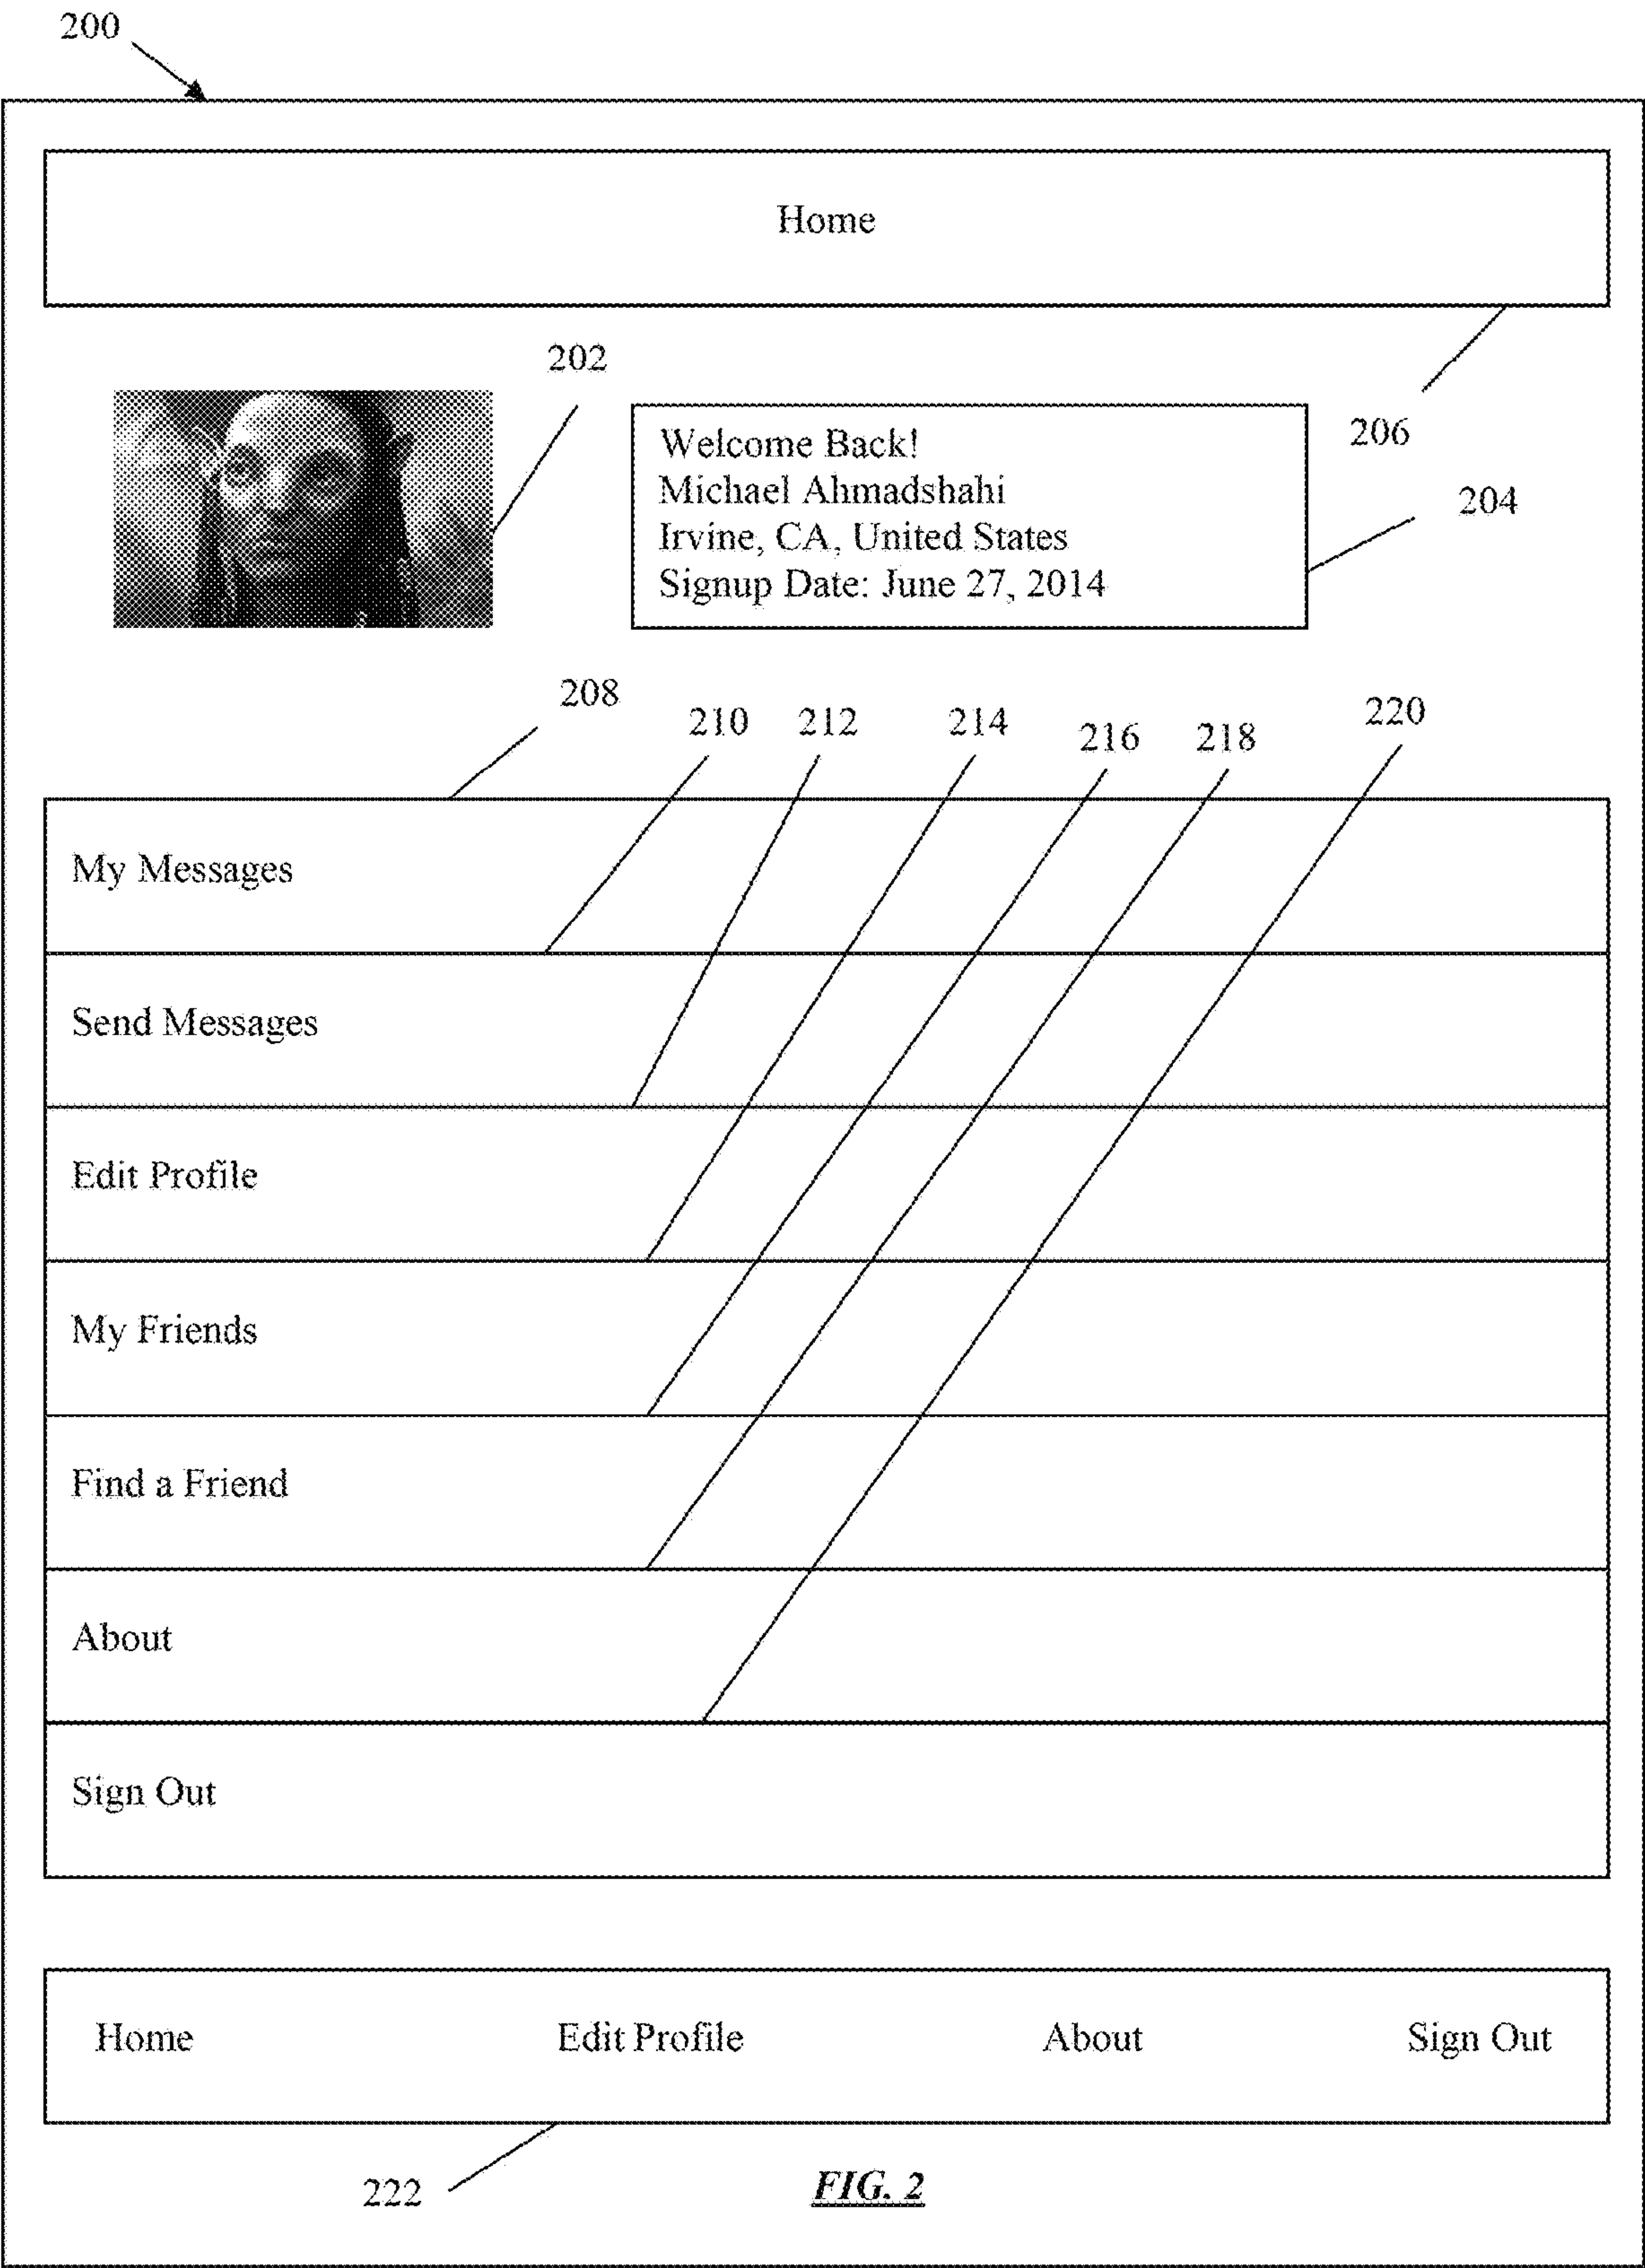 200
Home
202
206
Welcome Back!
Michael Ahmadshahi
Irvine, CA, United States
Signup Date: June 27, 2014
204
208
210
212
214
216
218
220
My Messages
Send Messages
Edit Profile
My Friends
Find a Friend
About
Sign Out
Home Edit Profile About Sign Out
222
FIG. 2